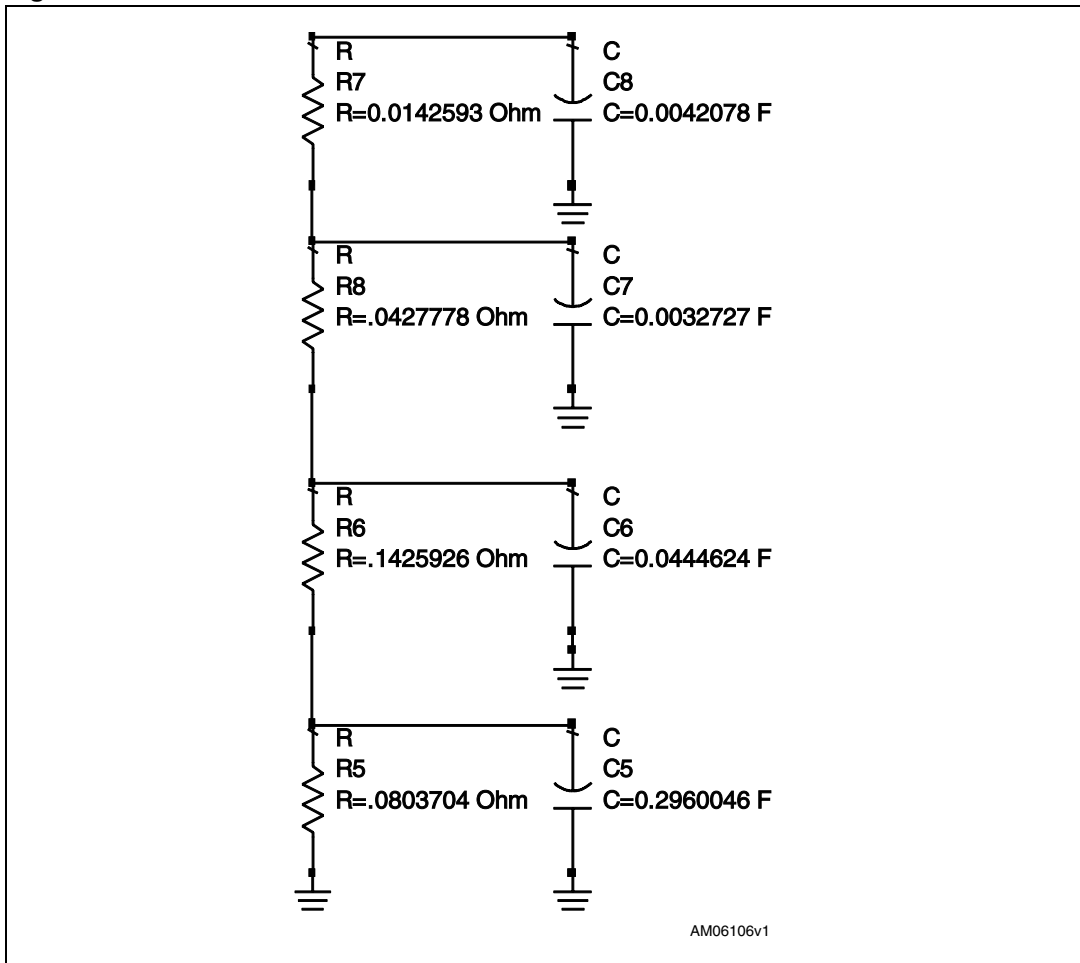 R
R7
R=0.0142593 Ohm
C
C8
C=0.0042078 F
R
R8
R=.0427778 Ohm
C
C7
C=0.0032727 F
R
R6
R=.1425926 Ohm
C
C6
C=0.0444624 F
R
R5
R=.0803704 Ohm
C
C5
C=0.2960046 F
AM06106v1